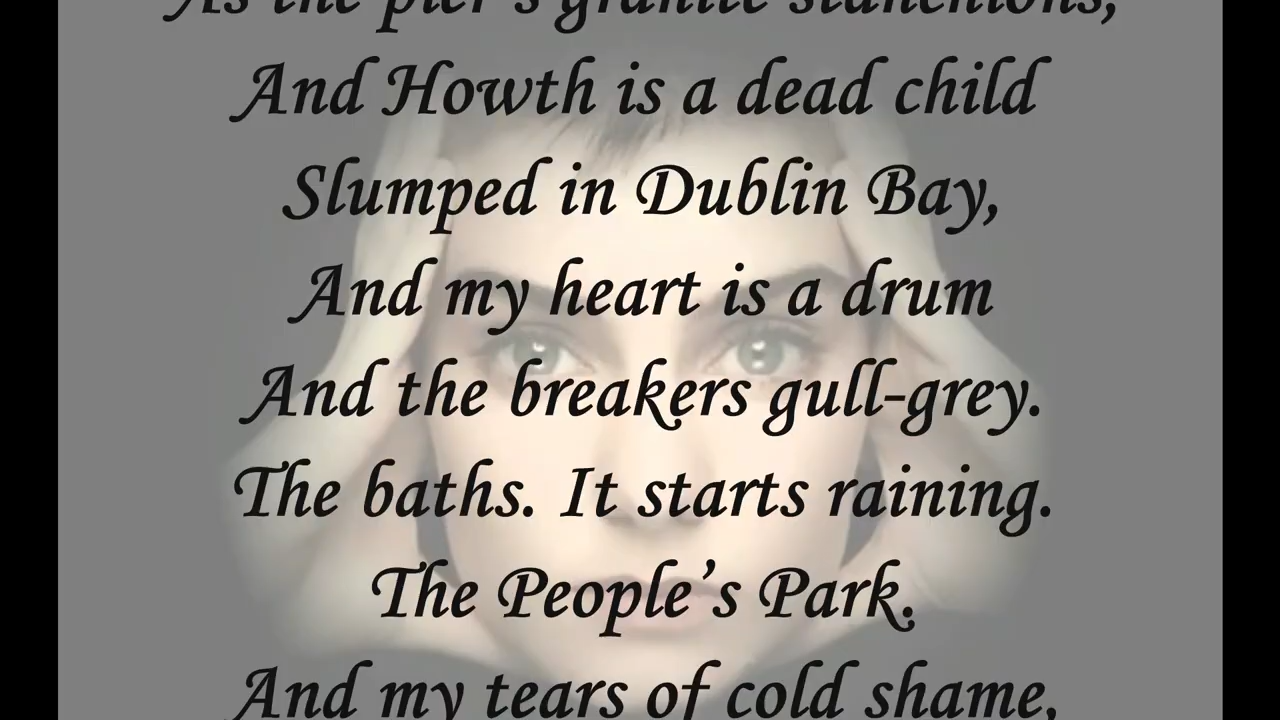 As the pier's granite stanchions,
And Howth is a dead child
Slumped in Dublin Bay,
And my heart is a drum
And the breakers gull-grey.
The baths. It starts raining.
The People’s Park.
And my tears of cold shame,